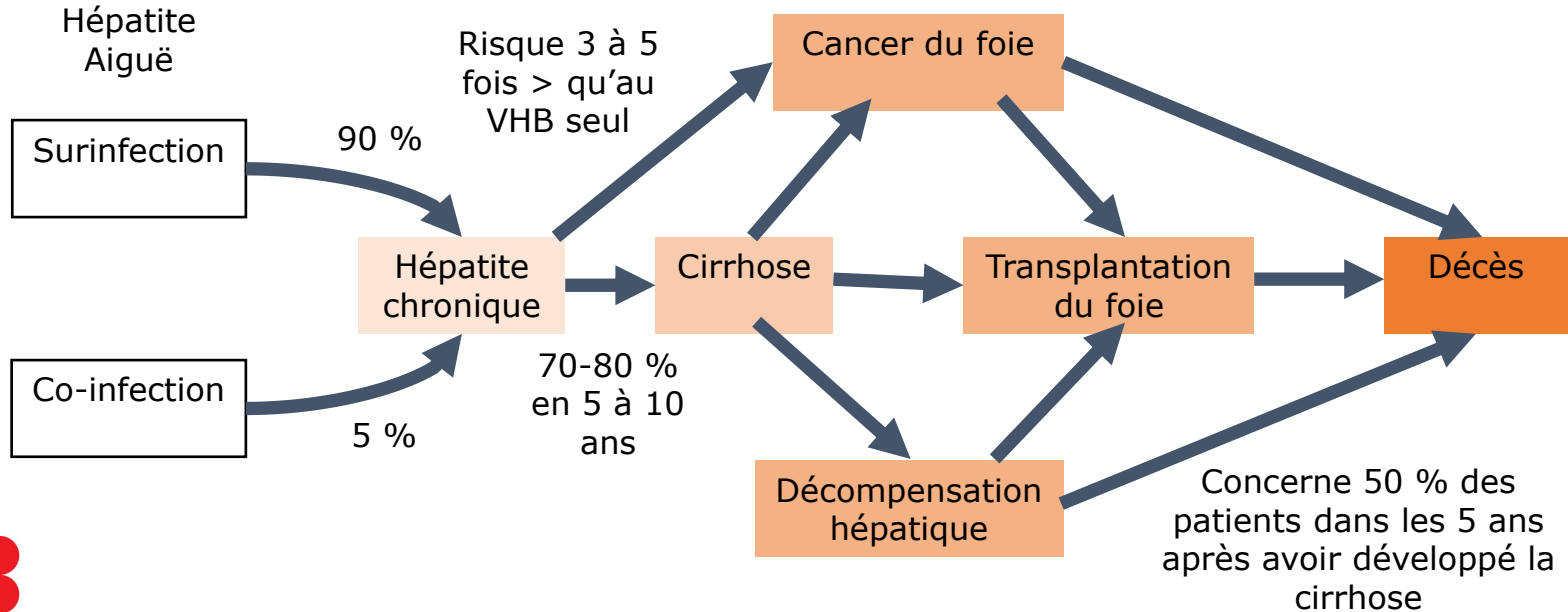 Hépatite
Aiguë
Surinfection
90 %
Co-infection
5 %
Hépatite
chronique
Risque 3 à 5
fois > qu’au
VHB seul
70-80 %
en 5 à 10
ans
Cirrhose
Cancer du foie
Transplantation
du foie
Décompensation
hépatique
Décès
Concerne 50 % des
patients dans les 5 ans
après avoir développé la
cirrhose